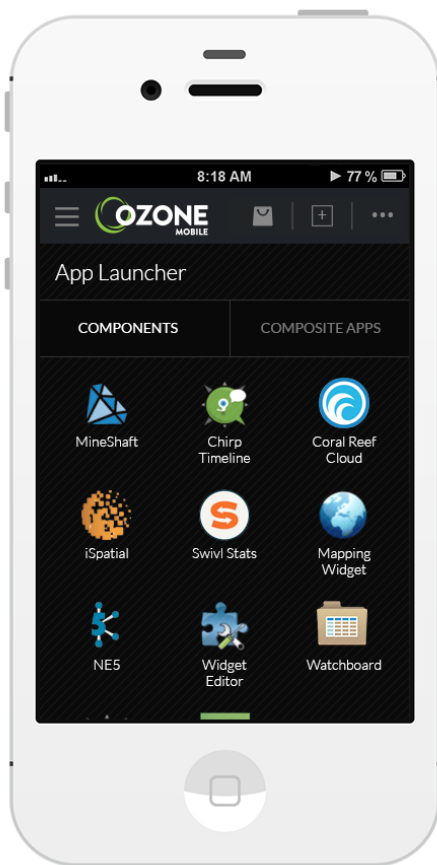 8:18 AM
77 %
OZONE
MOBILE
App Launcher
COMPONENTS
COMPOSITE APPS
MineShaft
Chirp
Timeline
Coral Reef
Cloud
iSpatial
Swivl Stats
Mapping
Widget
NE5
Widget
Editor
Watchboard